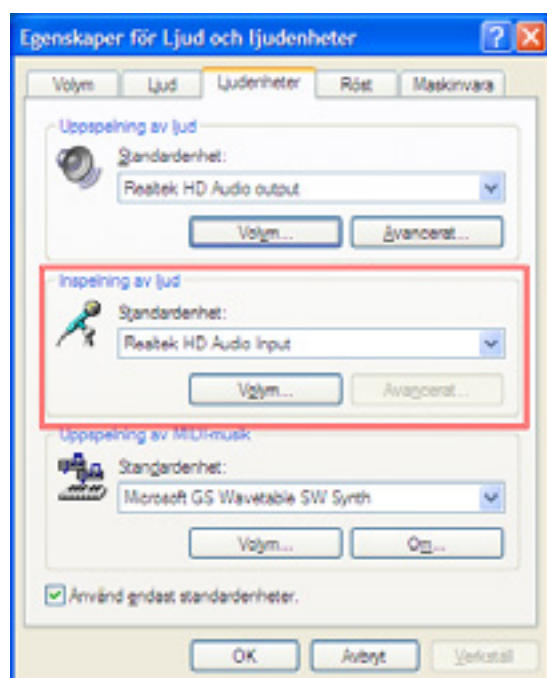 Egenskaper för Ljud och ljudenheter
Volym Ljud Ljudenheter Röst Maskinvara
Uppspelning av ljud
Standardenhet:
Realtek HD Audio output
Volym... Avancerat...
Inspelning av ljud
Standardenhet:
Realtek HD Audio Input
Volym... Avancerat...
Uppspelning av MIDI-musik
Standardenhet:
Microsoft GS Wavetable SW Synth
Volym... Om...
Använd endast standardenheter.
OK Avbryt Verkställ